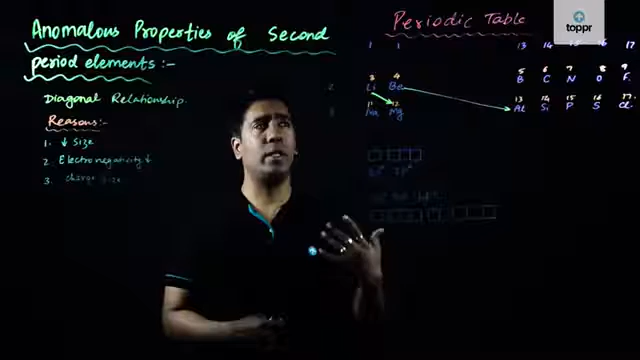 Anomalous Properties of Second
period elements :-
Diagonal Relationship.
Reasons:-
1. ↓ Size
2. Electronegativity ↓
3. Charge Size
Periodic Table
toppr
1 1 13 14 15 16 17
3 4 5 6 7 8 9
Li Be B C N O F
11 12 13 14 15 16 17
Na Mg Al Si P S Cl